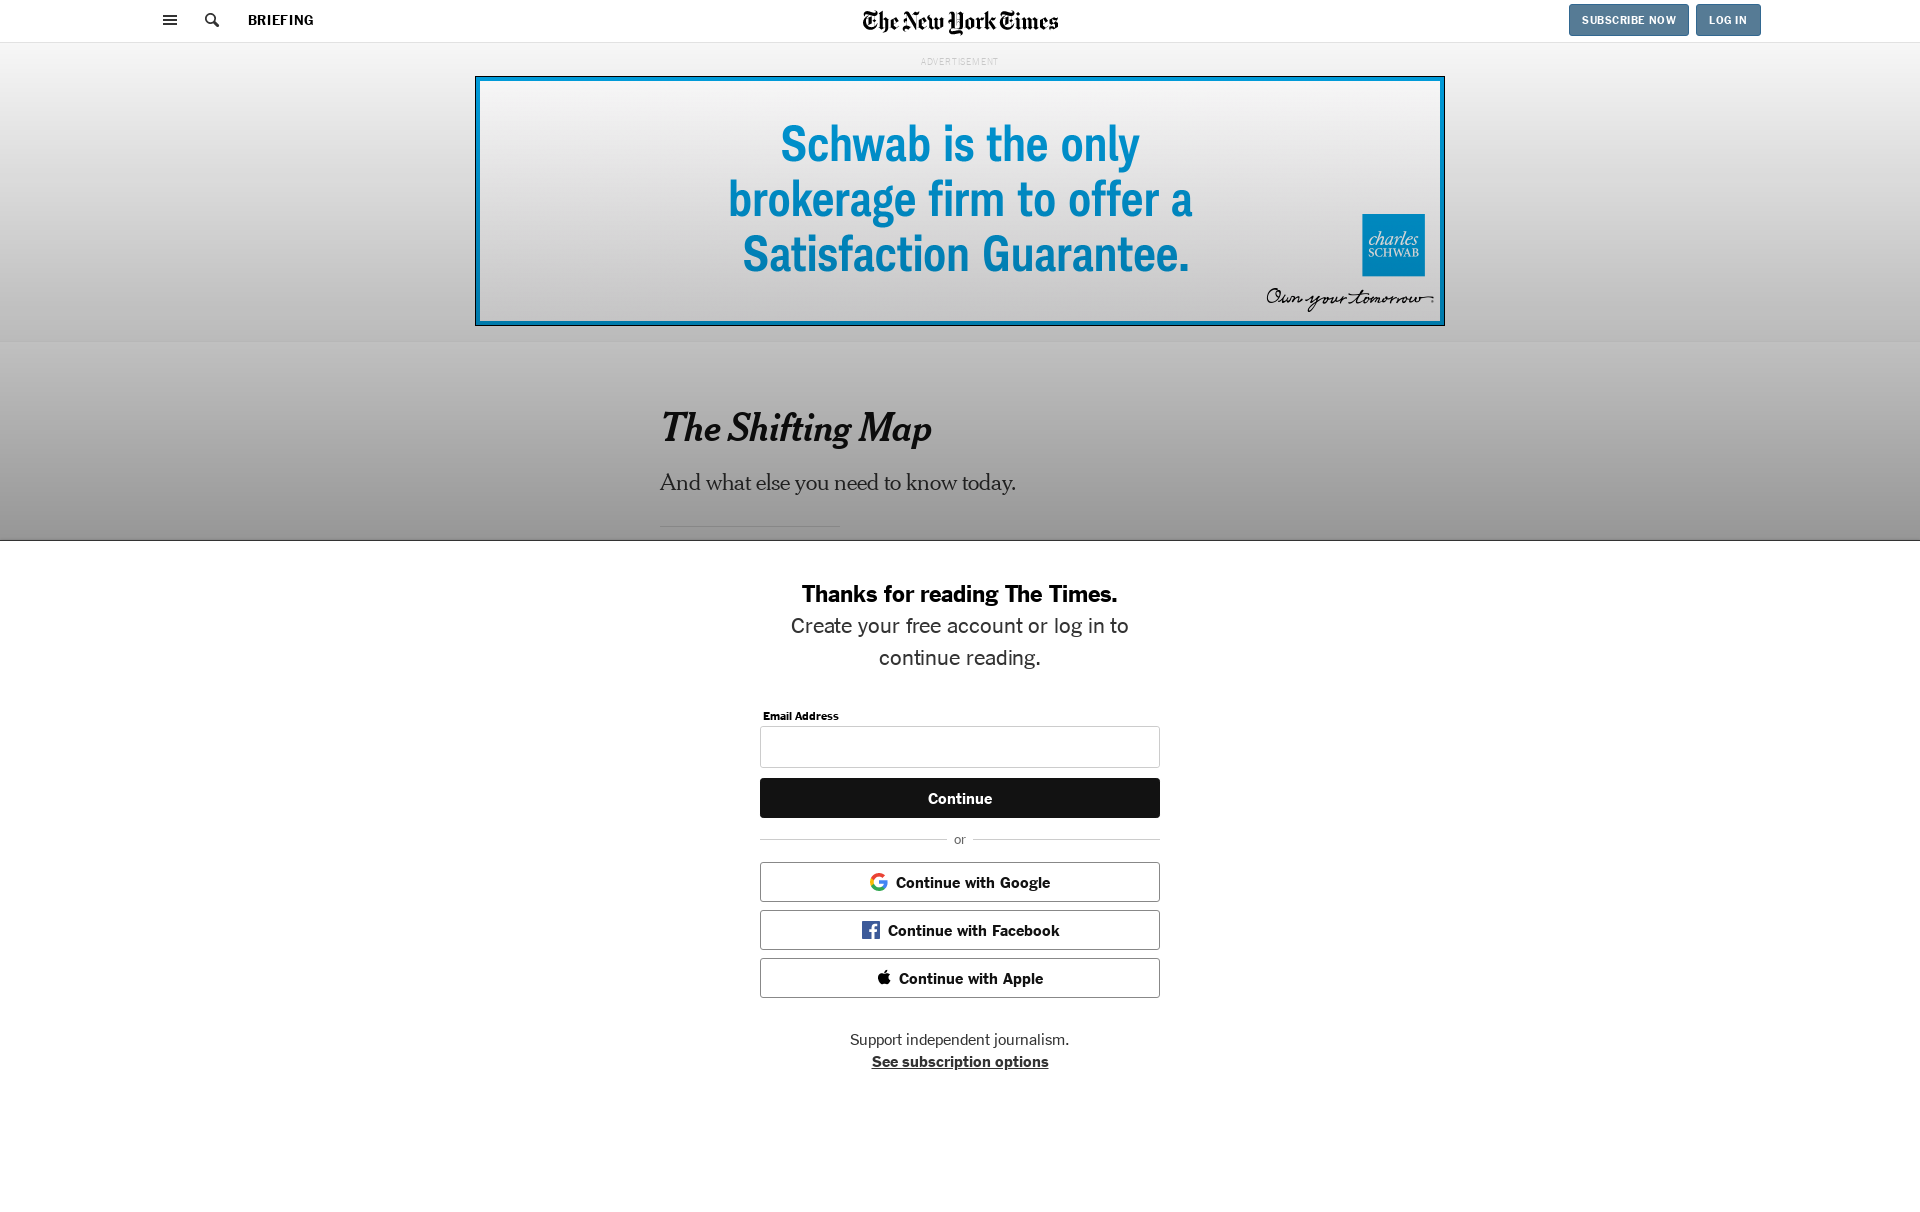 BRIEFING
The New York Times
SUBSCRIBE NOW
LOG IN
ADVERTISEMENT
Schwab is the only
brokerage firm to offer a
Satisfaction Guarantee.
charles
SCHWAB
Own your tomorrow
The Shifting Map
And what else you need to know today.
Thanks for reading The Times.
Create your free account or log in to
continue reading.
Email Address
Continue
or
Continue with Google
Continue with Facebook
Continue with Apple
Support independent journalism.
See subscription options